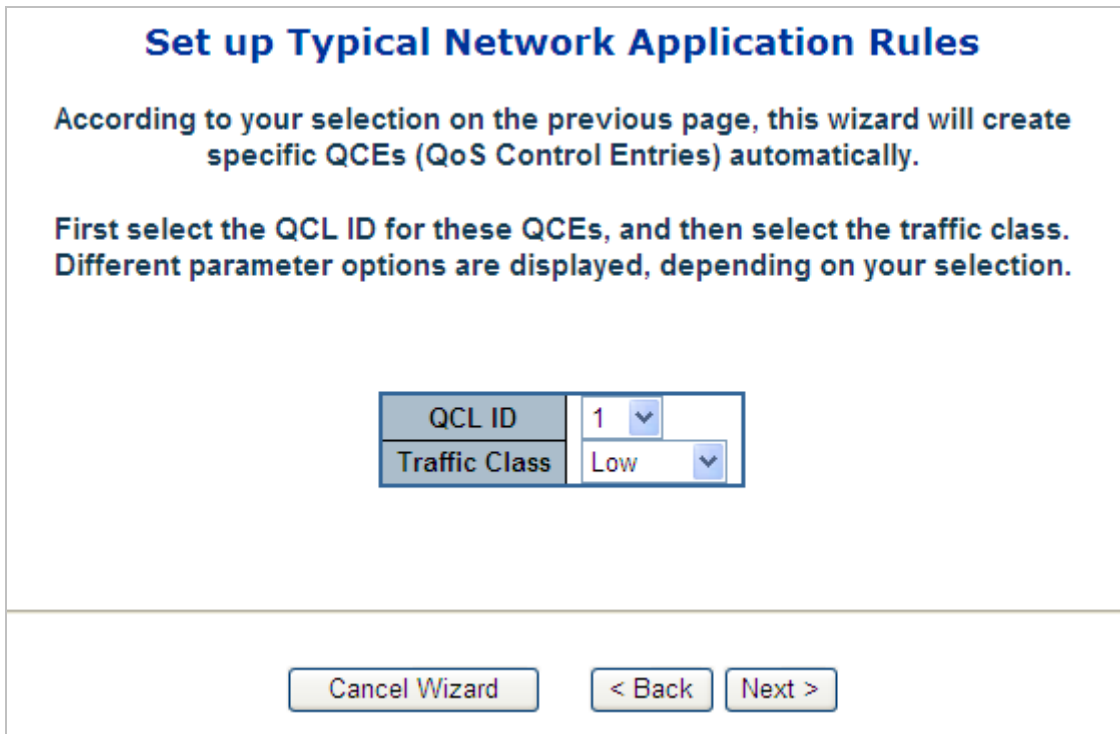 Set up Typical Network Application Rules
According to your selection on the previous page, this wizard will create
specific QCEs (QoS Control Entries) automatically.
First select the QCL ID for these QCEs, and then select the traffic class.
Different parameter options are displayed, depending on your selection.
QCL ID 1
Traffic Class Low
Cancel Wizard < Back Next >